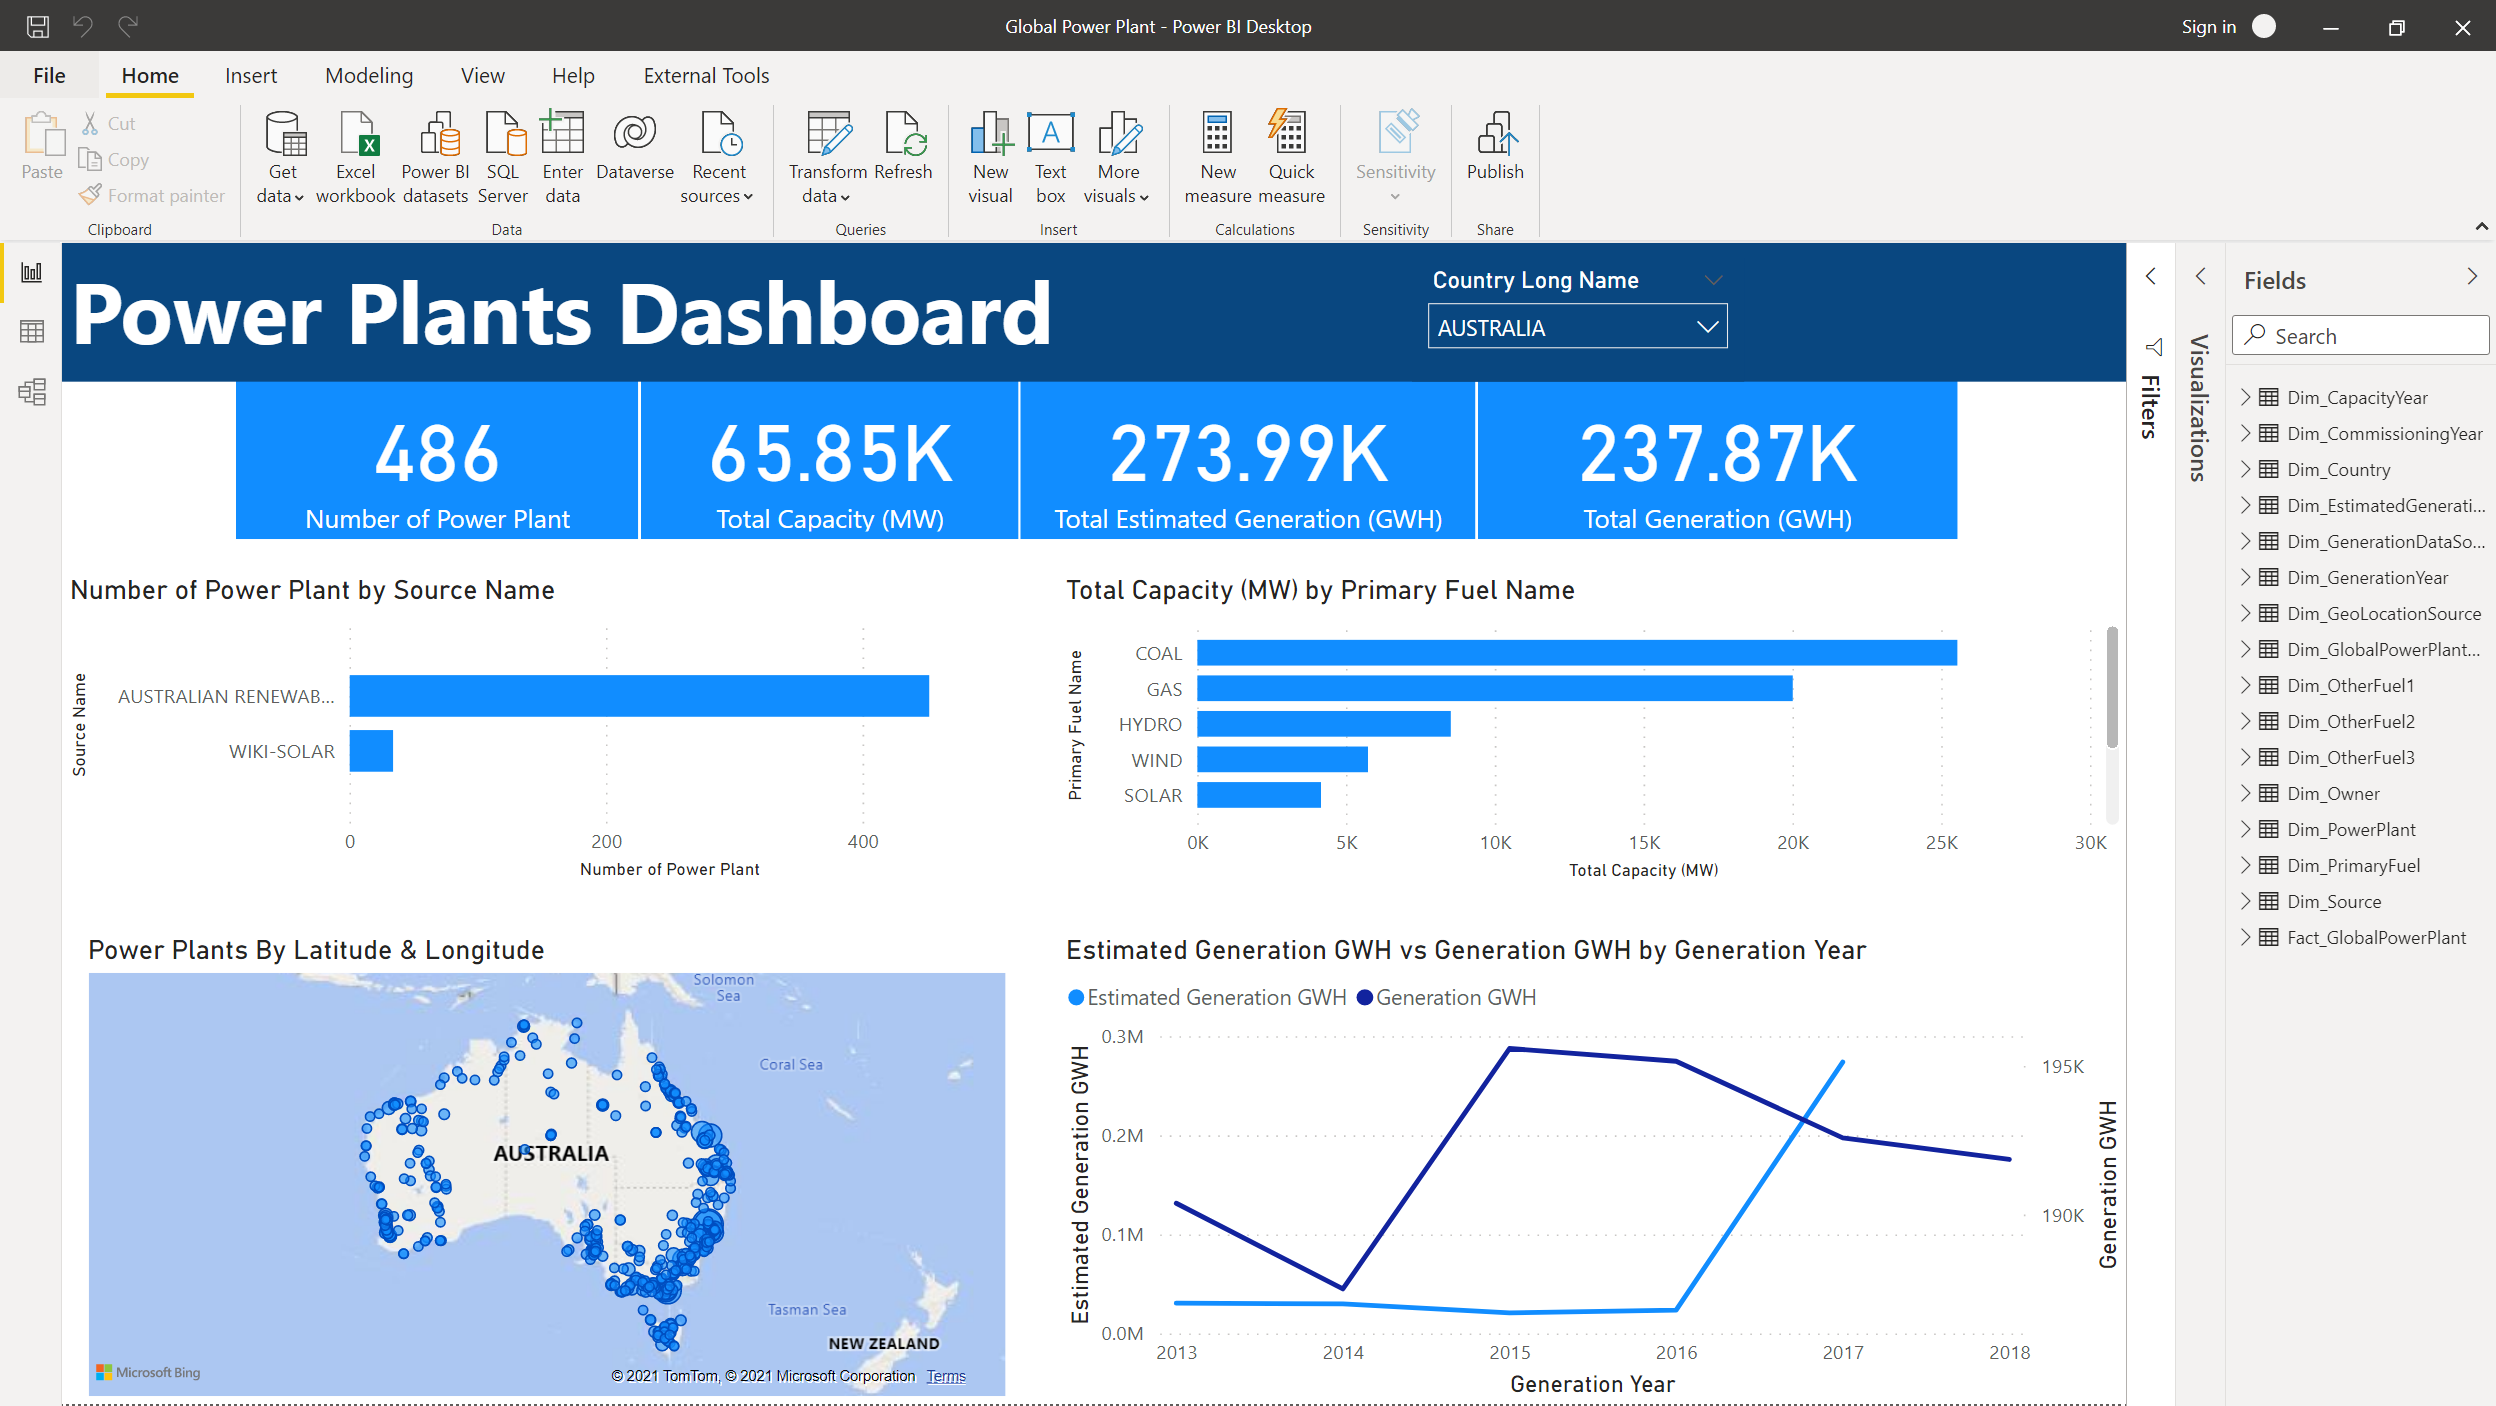 Global Power Plant - Power BI Desktop
Sign in
File
Home
Insert
Modeling
View
Help
External Tools
Paste
Cut
Copy
Format painter
Clipboard
Get data
Excel workbook
Power BI datasets
SQL Server
Enter data
Dataverse
Recent sources
Data
Transform data
Refresh
Queries
New visual
Text box
More visuals
Insert
New measure
Quick measure
Calculations
Sensitivity
Sensitivity
Publish
Share
Power Plants Dashboard
Country Long Name
AUSTRALIA
486
Number of Power Plant
65.85K
Total Capacity (MW)
273.99K
Total Estimated Generation (GWH)
237.87K
Total Generation (GWH)
Number of Power Plant by Source Name
Source Name
AUSTRALIAN RENEWAB...
WIKI-SOLAR
0
200
400
Number of Power Plant
Total Capacity (MW) by Primary Fuel Name
Primary Fuel Name
COAL
GAS
HYDRO
WIND
SOLAR
0K
5K
10K
15K
20K
25K
30K
Total Capacity (MW)
Power Plants By Latitude & Longitude
Solomon
Sea
Coral Sea
AUSTRALIA
Tasman Sea
NEW ZEALAND
Microsoft Bing
© 2021 TomTom, © 2021 Microsoft Corporation Terms
Estimated Generation GWH vs Generation GWH by Generation Year
Estimated Generation GWH
Generation GWH
Estimated Generation GWH
0.3M
0.2M
0.1M
0.0M
195K
190K
Generation GWH
2013
2014
2015
2016
2017
2018
Generation Year
Filters
Visualizations
Fields
Search
Dim_CapacityYear
Dim_CommissioningYear
Dim_Country
Dim_EstimatedGenerati...
Dim_GenerationDataSo...
Dim_GenerationYear
Dim_GeoLocationSource
Dim_GlobalPowerPlant...
Dim_OtherFuel1
Dim_OtherFuel2
Dim_OtherFuel3
Dim_Owner
Dim_PowerPlant
Dim_PrimaryFuel
Dim_Source
Fact_GlobalPowerPlant